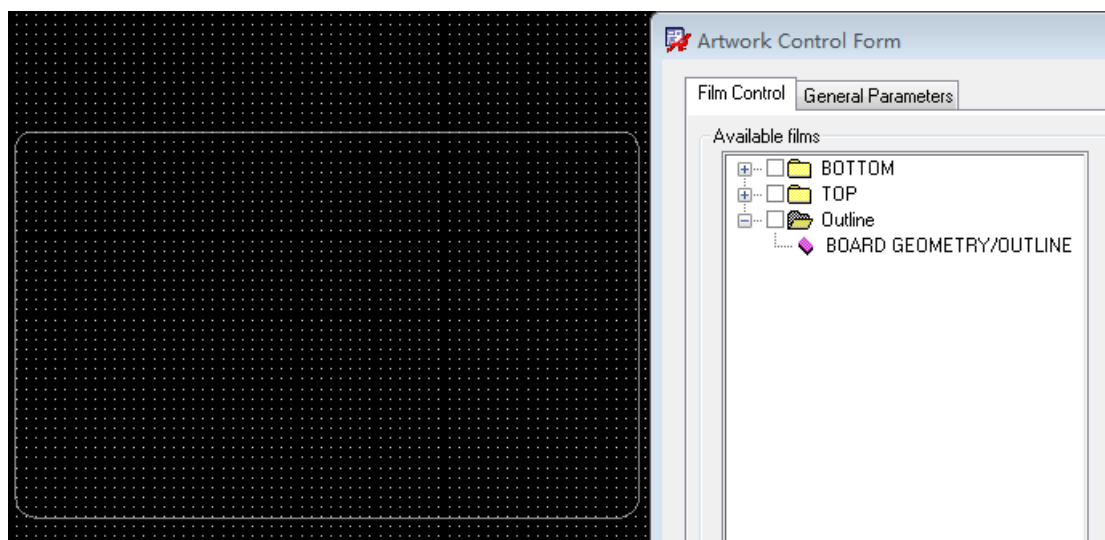 Artwork Control Form
Film Control
General Parameters
Available films
BOTTOM
TOP
Outline
BOARD GEOMETRY/OUTLINE